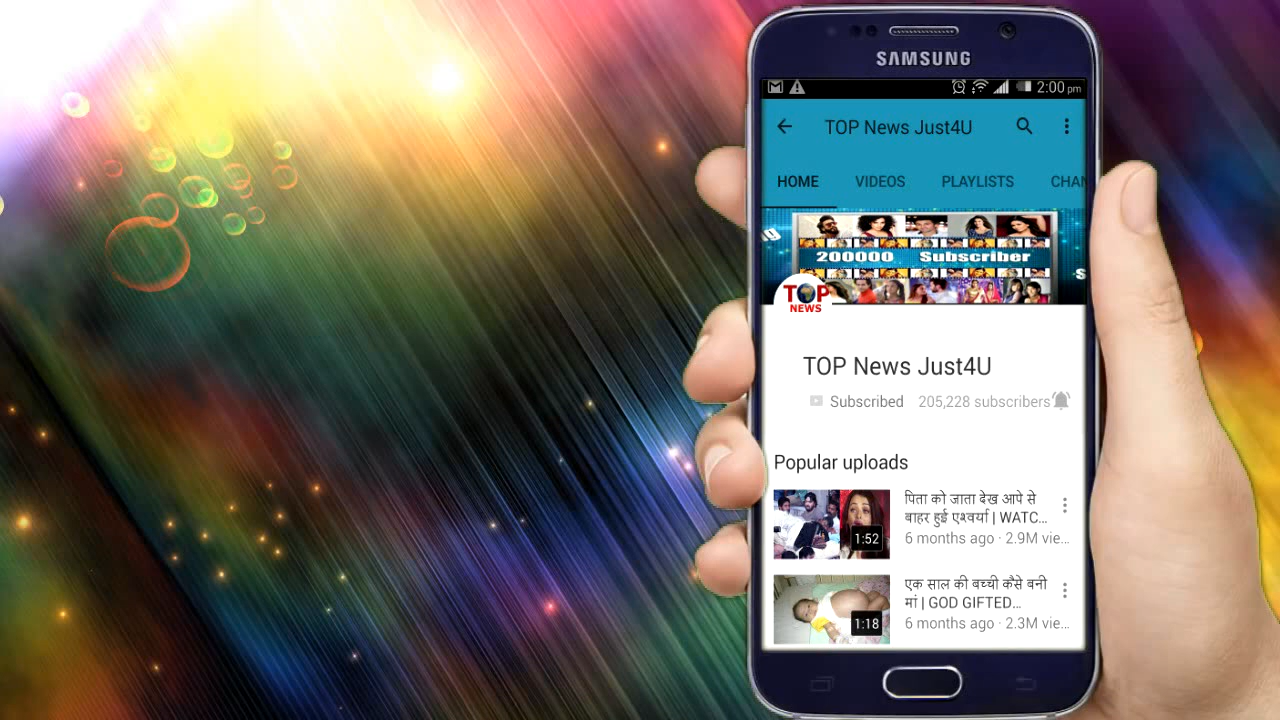 SAMSUNG
2:00 pm
TOP News Just4U
HOME VIDEOS PLAYLISTS CHAN
200000 Subscriber
TOP
NEWS
TOP News Just4U
Subscribed 205,228 subscribers
Popular uploads
पिता को जाता देख आपे से
बाहर हुई एश्वर्या | WATC...
1:52
6 months ago · 2.9M vie...
एक साल की बच्ची कैसे बनी
मां | GOD GIFTED...
1:18
6 months ago · 2.3M vie...